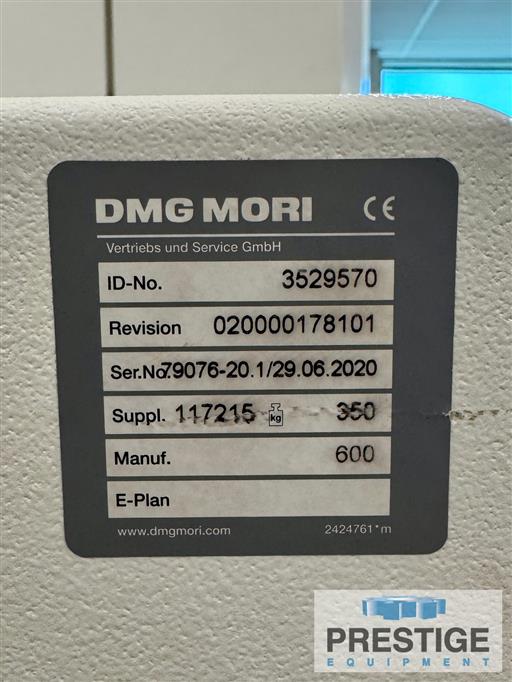 DMG MORI CE
Vertriebs und Service GmbH
ID-No. 3529570
Revision 020000178101
Ser.No. 79076-20.1/29.06.2020
Suppl. 117215 kg 350
Manuf. 600
E-Plan
www.dmgmori.com 2424761*m
PRESTIGE
EQUIPMENT